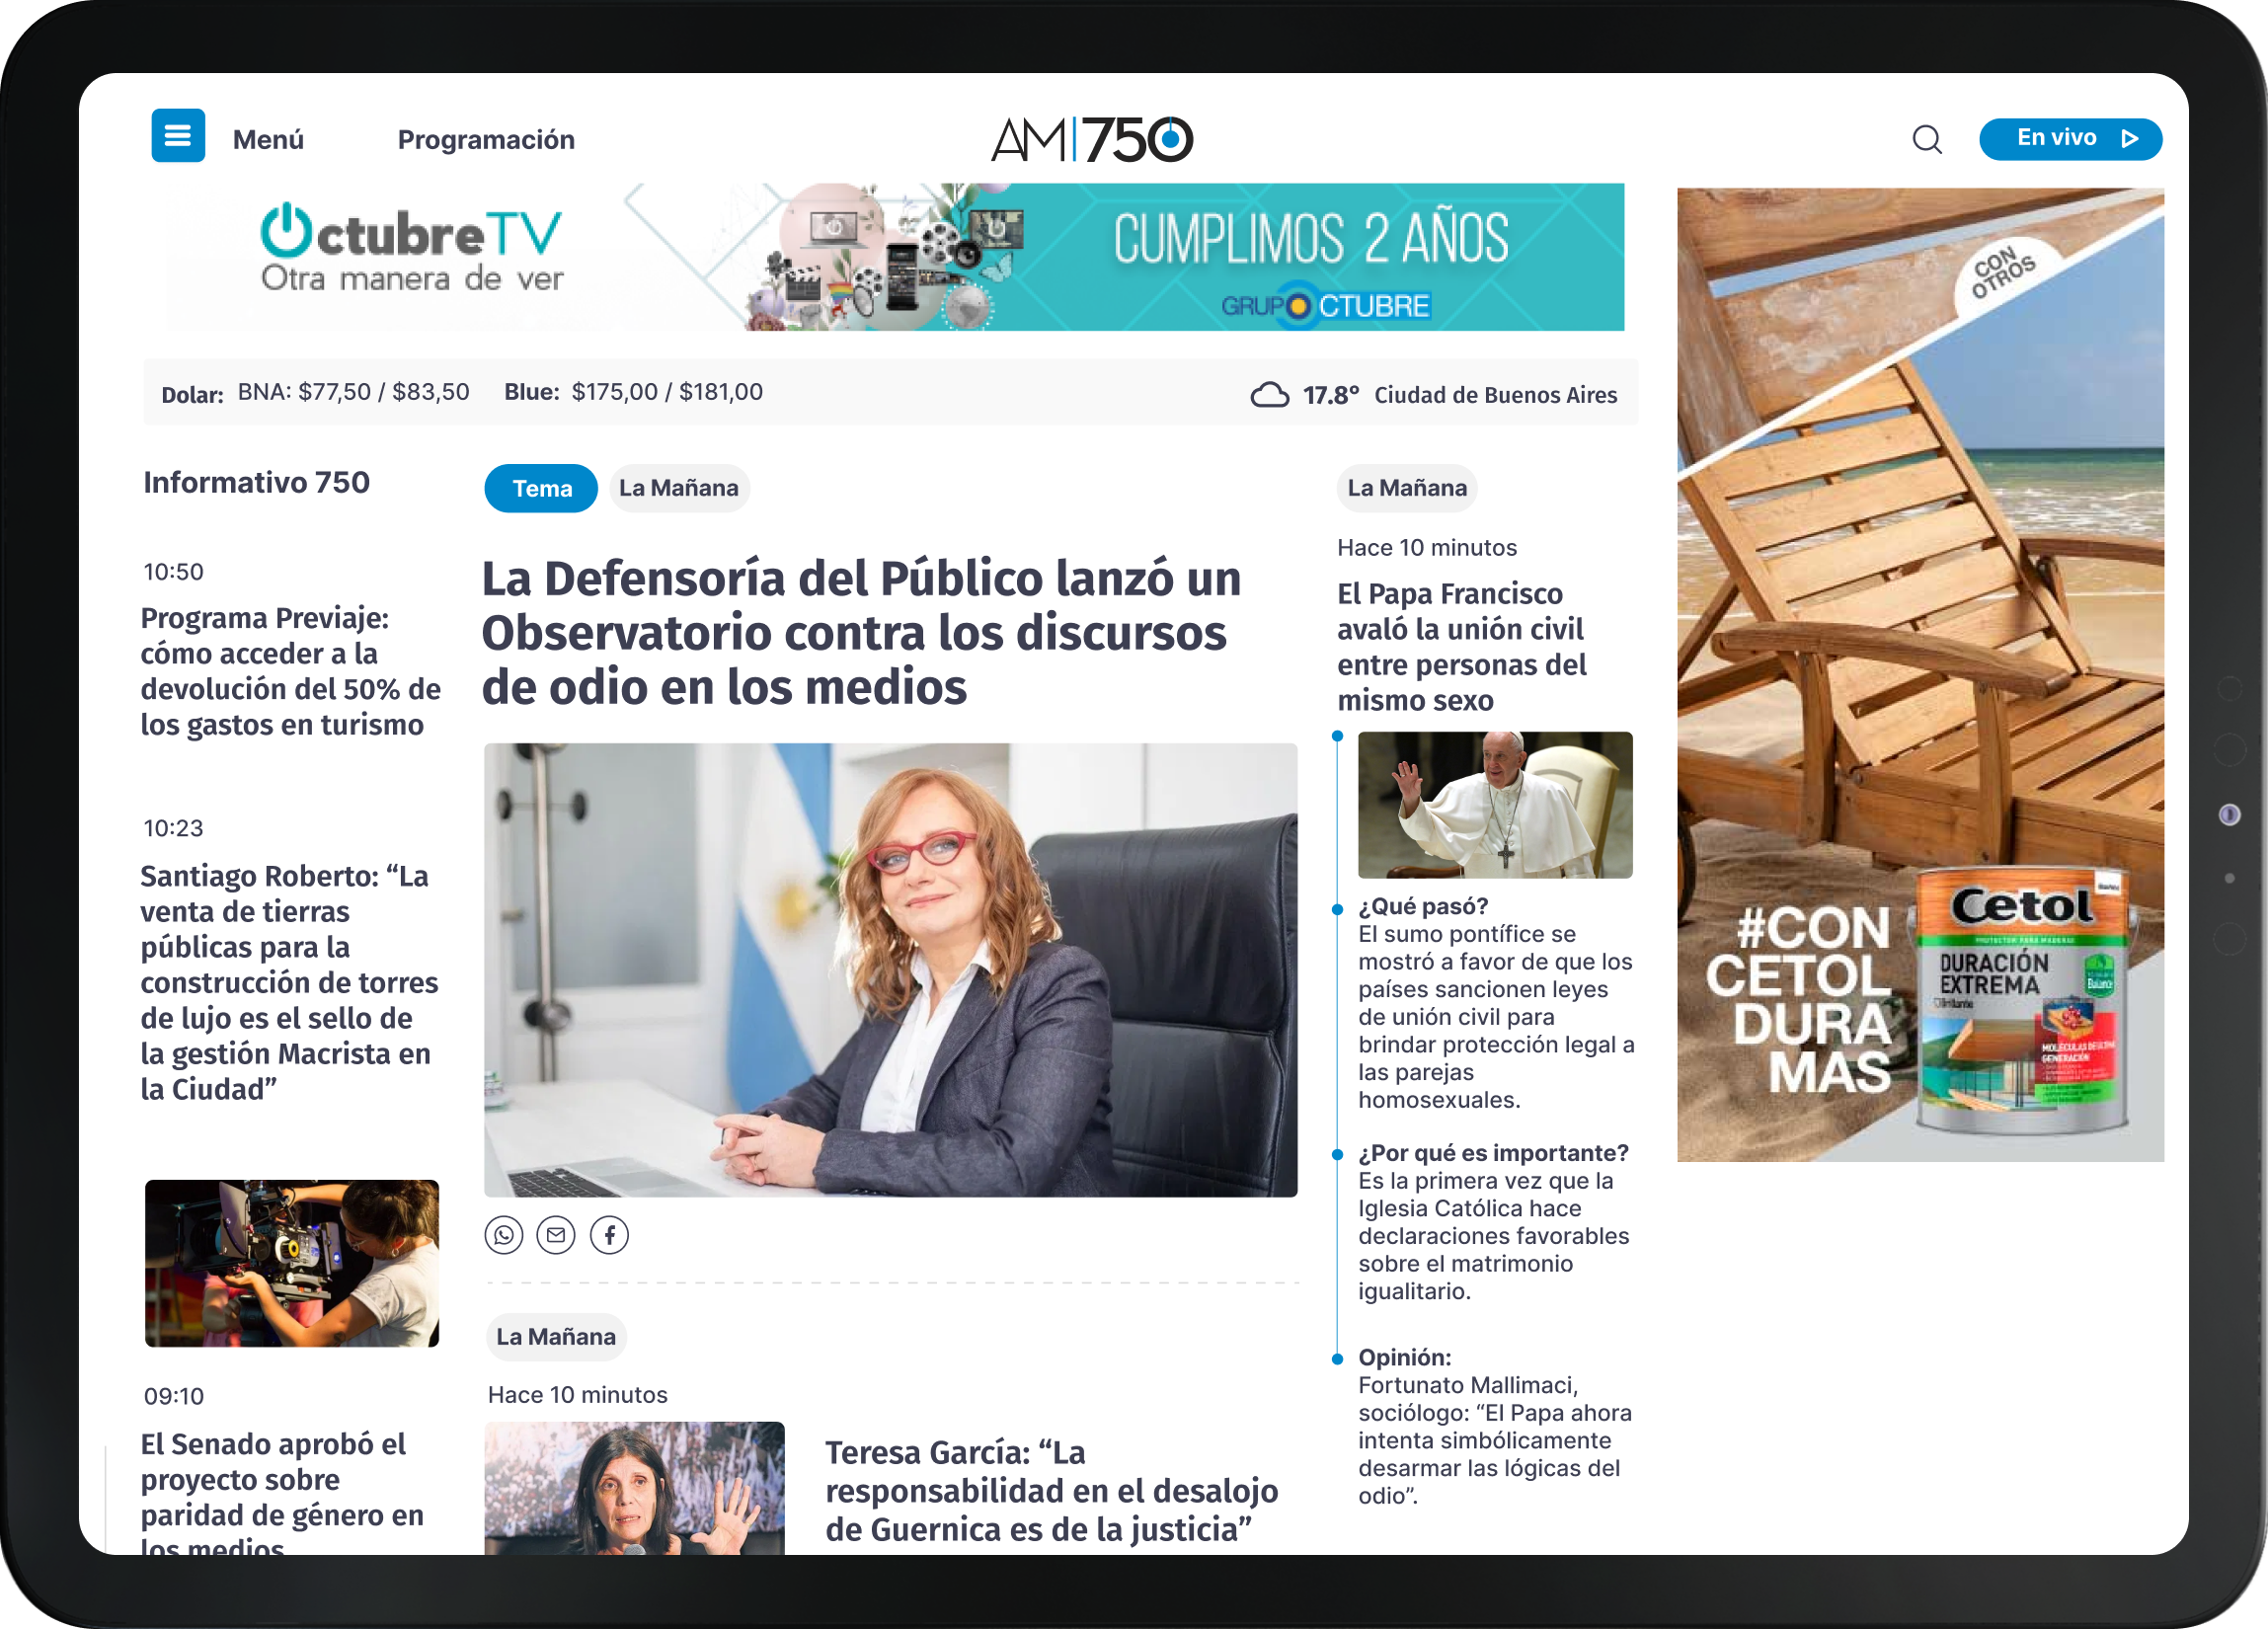 Menú
Programación
AM|750
En vivo
OctubreTV
Otra manera de ver
CUMPLIMOS 2 AÑOS
GRUPOCTUBRE
CON
OTROS
Dolar: BNA: $77,50 / $83,50 Blue: $175,00 / $181,00
17.8° Ciudad de Buenos Aires
Informativo 750
10:50
Programa Previaje:
cómo acceder a la
devolución del 50% de
los gastos en turismo
10:23
Santiago Roberto: “La
venta de tierras
públicas para la
construcción de torres
de lujo es el sello de
la gestión Macrista en
la Ciudad”
09:10
El Senado aprobó el
proyecto sobre
paridad de género en
los medios
Tema
La Mañana
La Defensoría del Público lanzó un
Observatorio contra los discursos
de odio en los medios
La Mañana
Hace 10 minutos
Teresa García: “La
responsabilidad en el desalojo
de Guernica es de la justicia”
La Mañana
Hace 10 minutos
El Papa Francisco
avaló la unión civil
entre personas del
mismo sexo
¿Qué pasó?
El sumo pontífice se
mostró a favor de que los
países sancionen leyes
de unión civil para
brindar protección legal a
las parejas
homosexuales.
¿Por qué es importante?
Es la primera vez que la
Iglesia Católica hace
declaraciones favorables
sobre el matrimonio
igualitario.
Opinión:
Fortunato Mallimaci,
sociólogo: “El Papa ahora
intenta simbólicamente
desarmar las lógicas del
odio”.
#CON
CETOL
DURA
MAS
Cetol
PROTECTOR PARA MADERAS
DURACIÓN
EXTREMA
Brillante
Balance